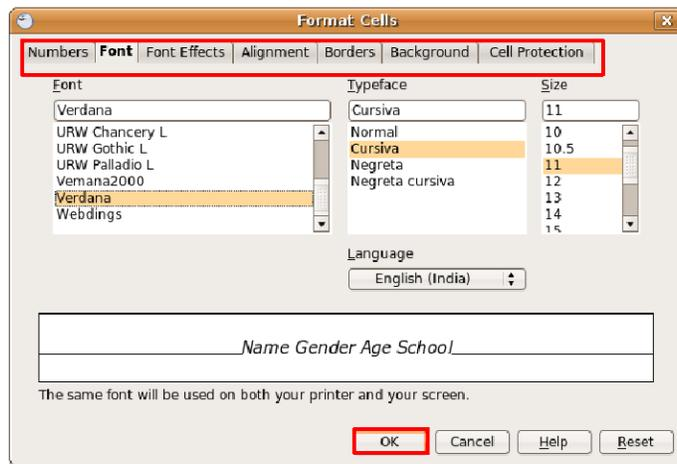 Format Cells
Numbers Font Font Effects Alignment Borders Background Cell Protection
Font Typeface Size
Verdana Cursiva 11
URW Chancery L Normal 10
URW Gothic L Cursiva 10.5
URW Palladio L Negreta 11
Vemana2000 Negreta cursiva 12
Verdana 13
Webdings 14
15
Language
English (India)
Name Gender Age School
The same font will be used on both your printer and your screen.
OK Cancel Help Reset